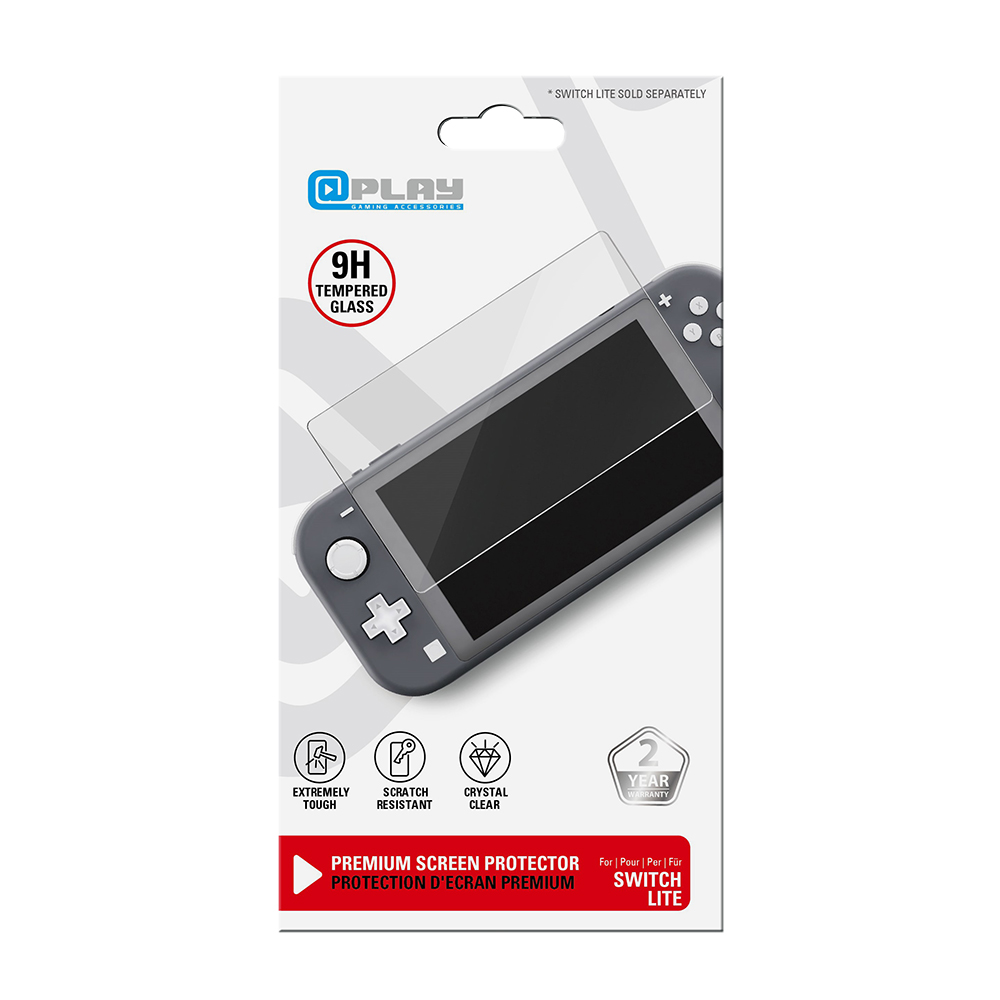 * SWITCH LITE SOLD SEPARATELY
@PLAY
GAMING ACCESSORIES
9H
TEMPERED
GLASS
X
Y
B
EXTREMELY
TOUGH
SCRATCH
RESISTANT
CRYSTAL
CLEAR
2
YEAR
WARRANTY
PREMIUM SCREEN PROTECTOR
PROTECTION D'ECRAN PREMIUM
For | Pour | Per | Für
SWITCH
LITE